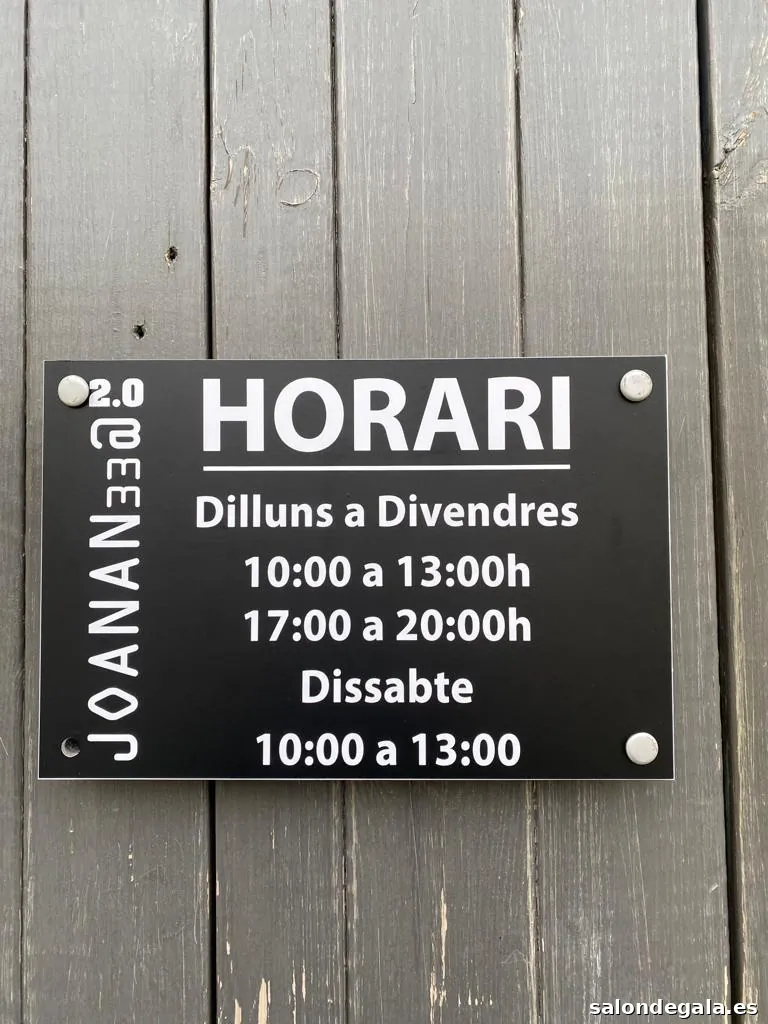 JOANAN33@
2.0
HORARI
Dilluns a Divendres
10:00 a 13:00h
17:00 a 20:00h
Dissabte
10:00 a 13:00
salondegala.es